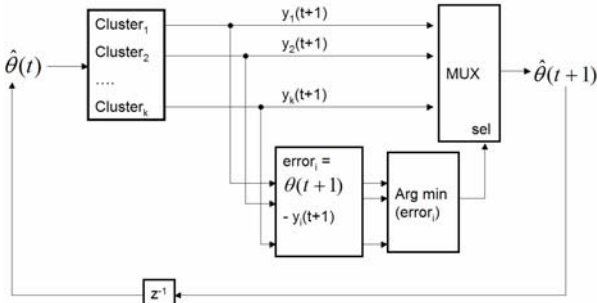 θ̂(t)
Cluster₁
Cluster₂
....
Clusterₖ
y₁(t+1)
y₂(t+1)
yₖ(t+1)
MUX
sel
θ̂(t+1)
errorᵢ =
θ(t+1)
- yᵢ(t+1)
Arg min
(errorᵢ)
z⁻¹